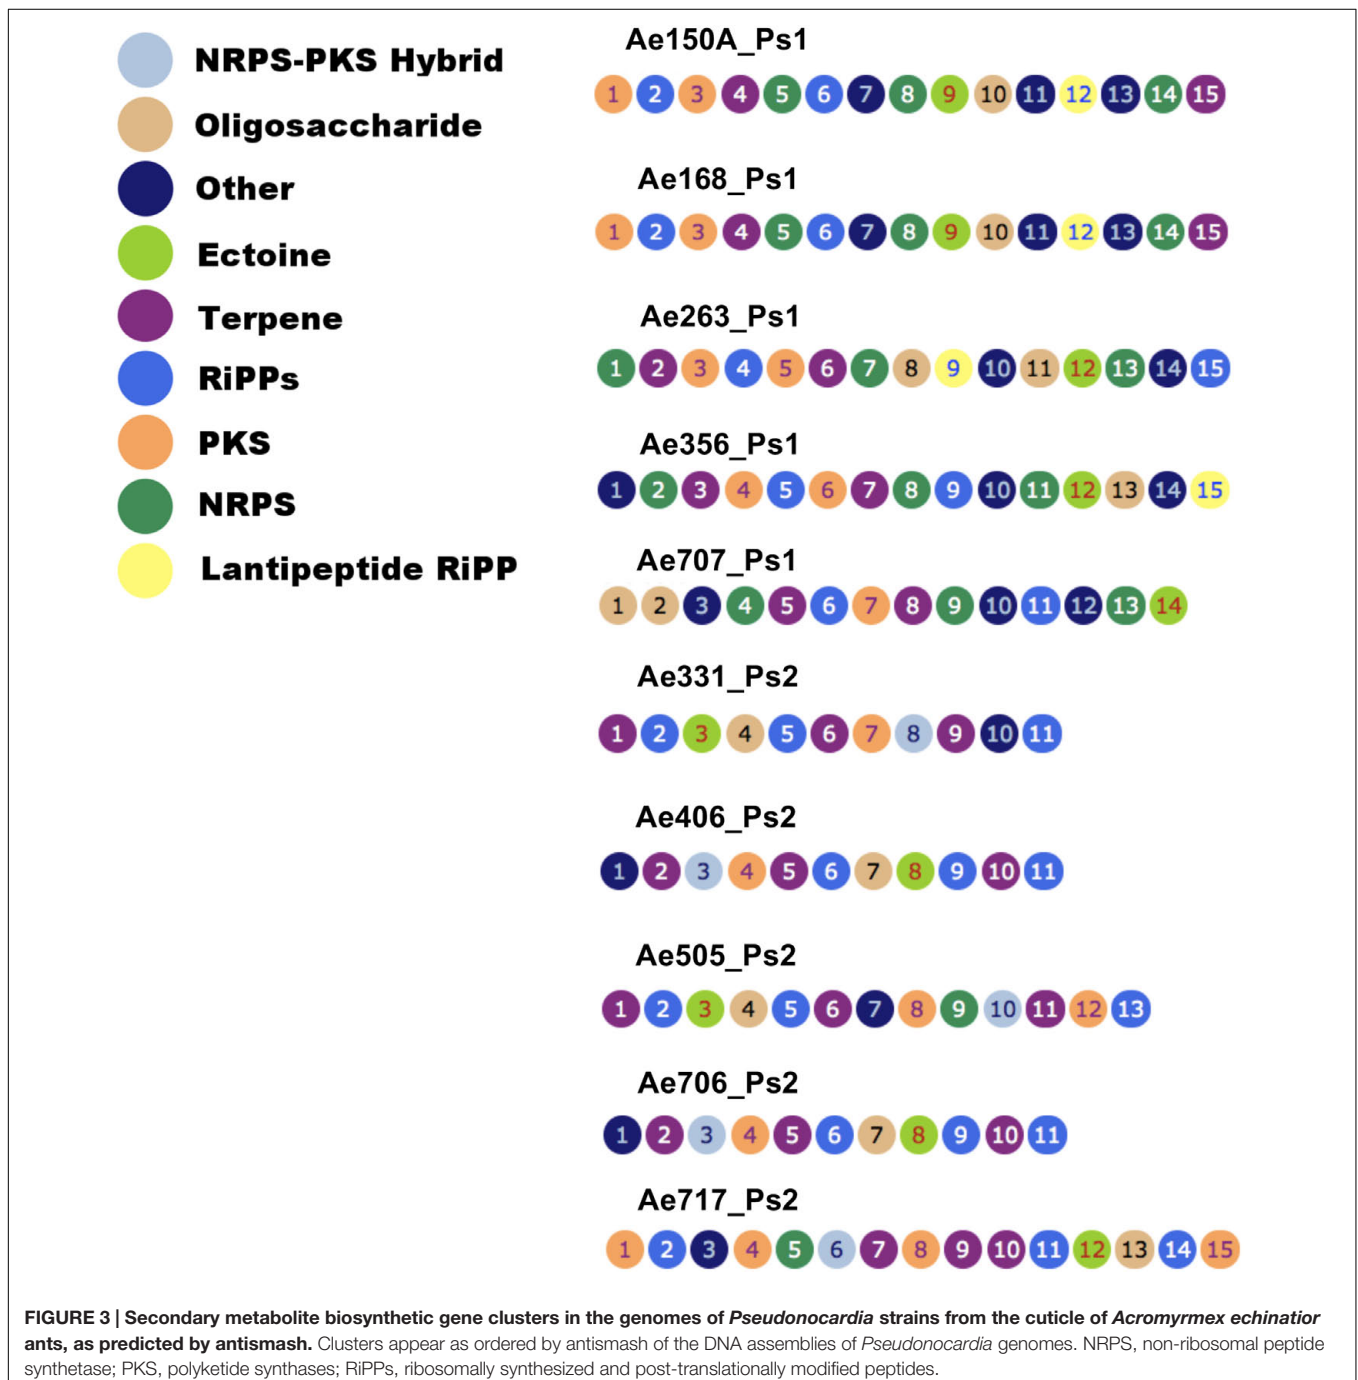 NRPS-PKS Hybrid
Oligosaccharide
Other
Ectoine
Terpene
RiPPs
PKS
NRPS
Lantipeptide RiPP
Ae150A_Ps1
1 2 3 4 5 6 7 8 9 10 11 12 13 14 15
Ae168_Ps1
1 2 3 4 5 6 7 8 9 10 11 12 13 14 15
Ae263_Ps1
1 2 3 4 5 6 7 8 9 10 11 12 13 14 15
Ae356_Ps1
1 2 3 4 5 6 7 8 9 10 11 12 13 14 15
Ae707_Ps1
1 2 3 4 5 6 7 8 9 10 11 12 13 14
Ae331_Ps2
1 2 3 4 5 6 7 8 9 10 11
Ae406_Ps2
1 2 3 4 5 6 7 8 9 10 11
Ae505_Ps2
1 2 3 4 5 6 7 8 9 10 11 12 13
Ae706_Ps2
1 2 3 4 5 6 7 8 9 10 11
Ae717_Ps2
1 2 3 4 5 6 7 8 9 10 11 12 13 14 15
FIGURE 3 | Secondary metabolite biosynthetic gene clusters in the genomes of Pseudonocardia strains from the cuticle of Acromyrmex echinatior
ants, as predicted by antismash. Clusters appear as ordered by antismash of the DNA assemblies of Pseudonocardia genomes. NRPS, non-ribosomal peptide
synthetase; PKS, polyketide synthases; RiPPs, ribosomally synthesized and post-translationally modified peptides.